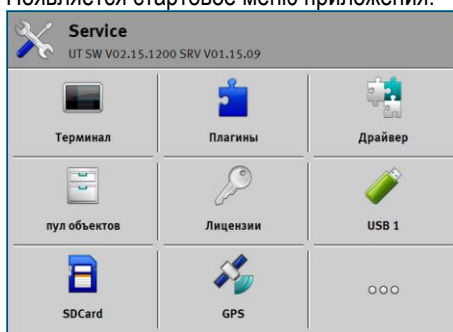 Появляется стартовое меню приложения.
Service
UT SW V02.15.1200 SRV V01.15.09
Терминал Плагины Драйвер
пул объектов Лицензии USB 1
SDCard GPS